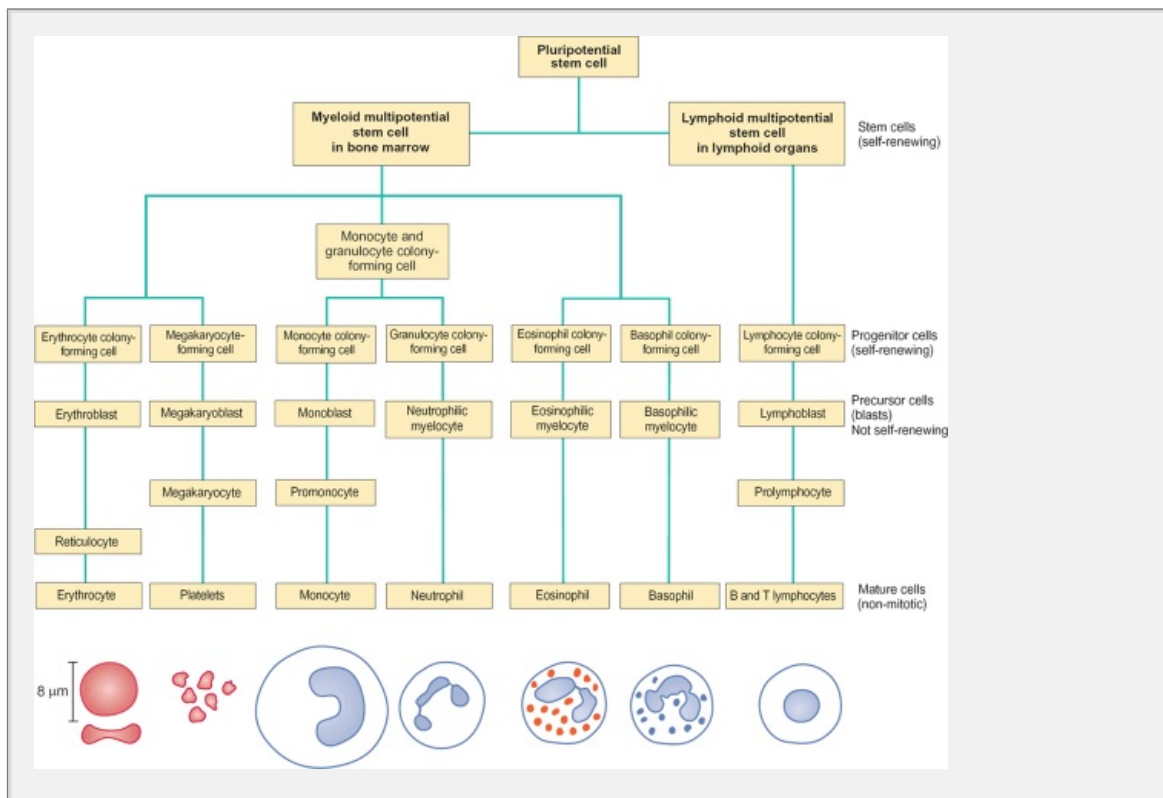 Pluripotential
stem cell
Myeloid multipotential
stem cell
in bone marrow
Lymphoid multipotential
stem cell
in lymphoid organs
Stem cells
(self-renewing)
Monocyte and
granulocyte colony-
forming cell
Erythrocyte colony-
forming cell
Megakaryocyte-
forming cell
Monocyte colony-
forming cell
Granulocyte colony-
forming cell
Eosinophil colony-
forming cell
Basophil colony-
forming cell
Lymphocyte colony-
forming cell
Progenitor cells
(self-renewing)
Erythroblast
Megakaryoblast
Monoblast
Neutrophilic
myelocyte
Eosinophilic
myelocyte
Basophilic
myelocyte
Lymphoblast
Precursor cells
(blasts)
Not self-renewing
Megakaryocyte
Promonocyte
Prolymphocyte
Reticulocyte
Erythrocyte
Platelets
Monocyte
Neutrophil
Eosinophil
Basophil
B and T lymphocytes
Mature cells
(non-mitotic)
8 μm